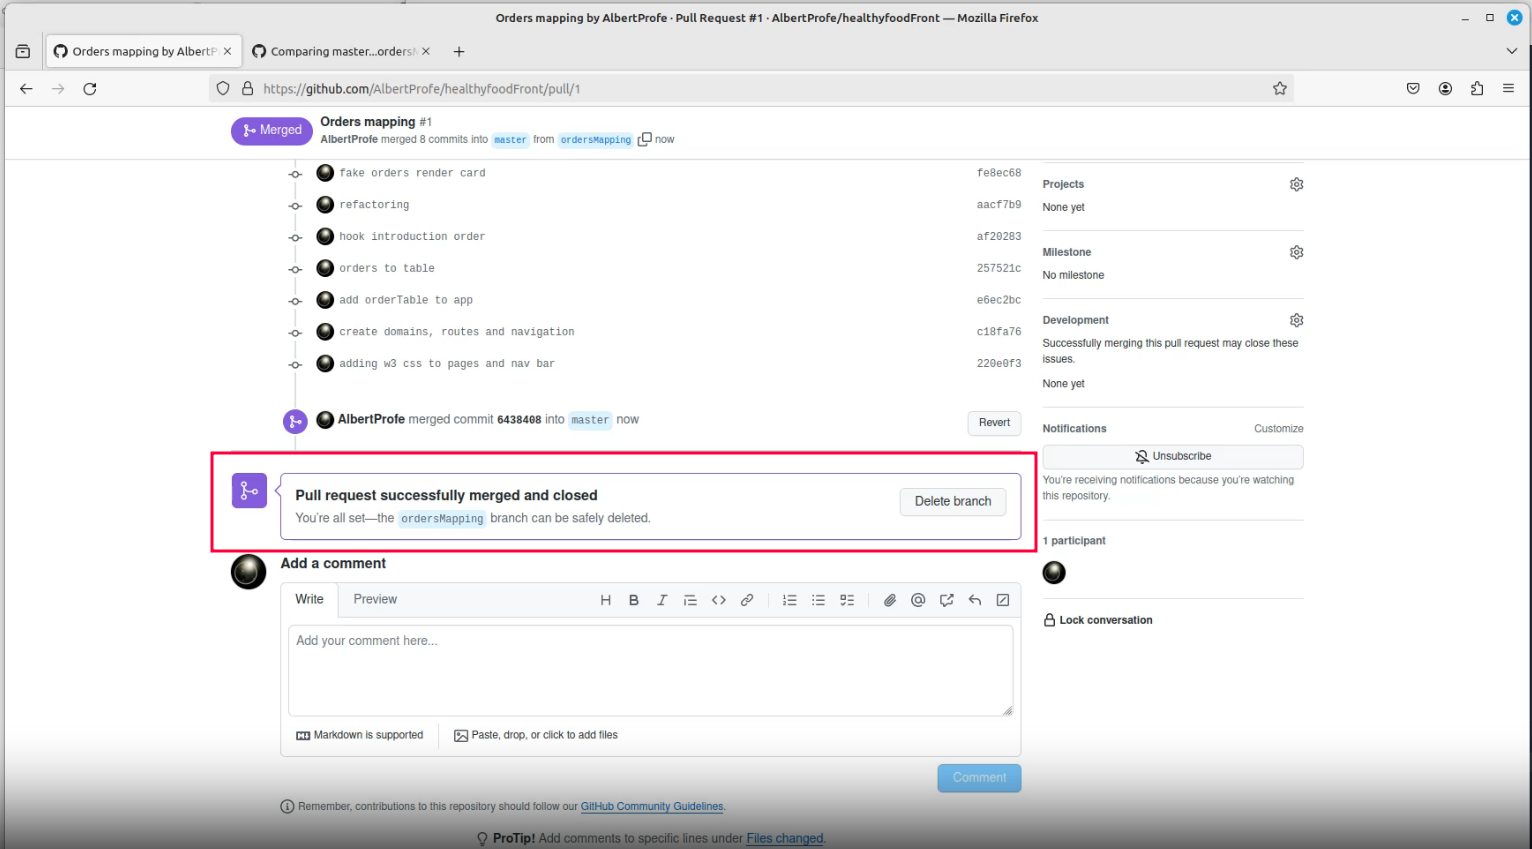 Orders mapping by AlbertProfe · Pull Request #1 · AlbertProfe/healthyfoodFront — Mozilla Firefox
Orders mapping by AlbertP
Comparing master...ordersM
https://github.com/AlbertProfe/healthyfoodFront/pull/1
Merged
Orders mapping #1
AlbertProfe merged 8 commits into master from ordersMapping now
fake orders render card fe8ec68
refactoring aacf7b9
hook introduction order af20283
orders to table 257521c
add orderTable to app e6ec2bc
create domains, routes and navigation c18fa76
adding w3 css to pages and nav bar 220e0f3
AlbertProfe merged commit 6438408 into master now
Revert
Pull request successfully merged and closed
You're all set—the ordersMapping branch can be safely deleted.
Delete branch
Add a comment
Write Preview
Add your comment here...
Markdown is supported
Paste, drop, or click to add files
Comment
Remember, contributions to this repository should follow our GitHub Community Guidelines.
ProTip! Add comments to specific lines under Files changed.
Projects
None yet
Milestone
No milestone
Development
Successfully merging this pull request may close these
issues.
None yet
Notifications Customize
Unsubscribe
You're receiving notifications because you're watching
this repository.
1 participant
Lock conversation